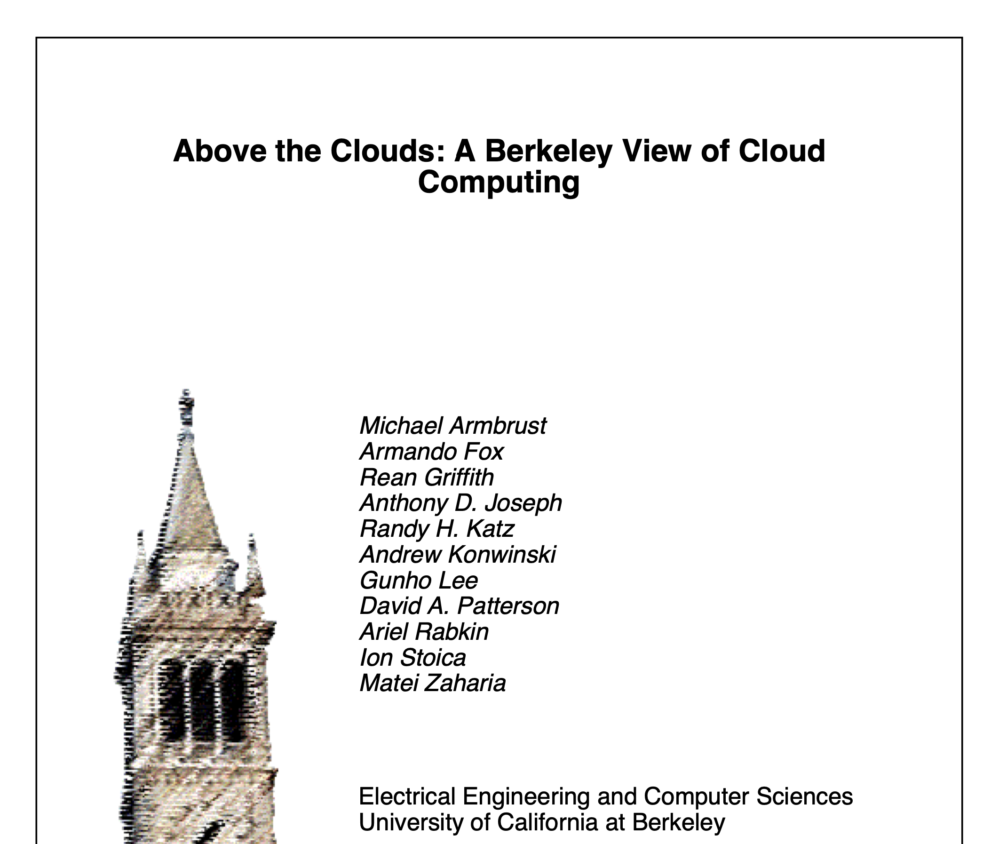 Above the Clouds: A Berkeley View of Cloud
Computing
Michael Armbrust
Armando Fox
Rean Griffith
Anthony D. Joseph
Randy H. Katz
Andrew Konwinski
Gunho Lee
David A. Patterson
Ariel Rabkin
Ion Stoica
Matei Zaharia
Electrical Engineering and Computer Sciences
University of California at Berkeley